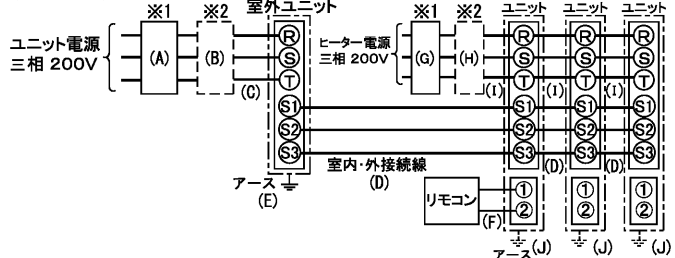 ※1
※2
室外ユニット
※1
※2
ユニット
ユニット
ユニット
ユニット電源
三相 200V
(A)
(B)
(C)
R
S
T
S1
S2
S3
ヒーター電源
三相 200V
(G)
(H)
(I)
R
S
T
S1
S2
S3
(I)
R
S
T
S1
S2
S3
(I)
R
S
T
S1
S2
S3
室内・外接続線
(D)
(D)
(D)
アース
(E)
リモコン
(F)
①
②
①
②
①
②
アース
(J)
(J)
(J)